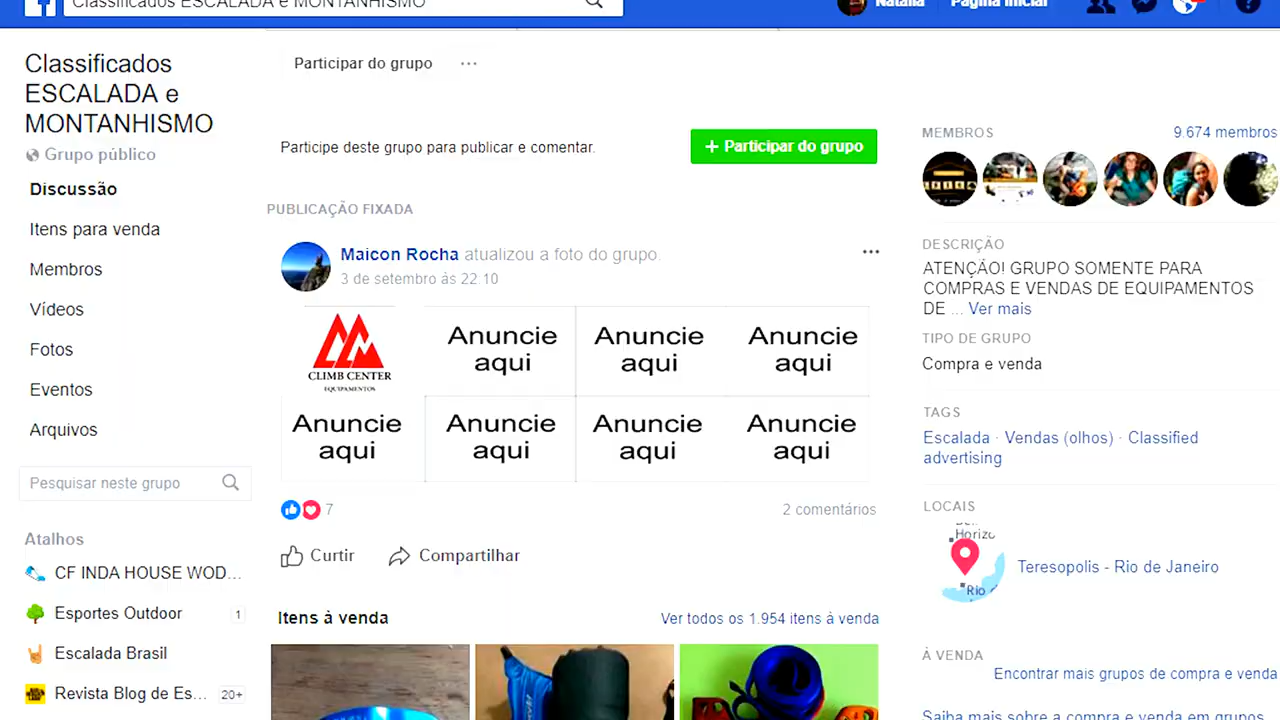 Classificados ESCALADA e MONTANHISMO
Natália
Página inicial
Classificados
ESCALADA e
MONTANHISMO
Grupo público
Discussão
Itens para venda
Membros
Vídeos
Fotos
Eventos
Arquivos
Pesquisar neste grupo
Atalhos
CF INDA HOUSE WOD...
Esportes Outdoor 1
Escalada Brasil
Revista Blog de Es... 20+
Participar do grupo ...
Participe deste grupo para publicar e comentar.
+ Participar do grupo
PUBLICAÇÃO FIXADA
Maicon Rocha atualizou a foto do grupo.
3 de setembro às 22:10
CLIMB CENTER
EQUIPAMENTOS
Anuncie
aqui
Anuncie
aqui
Anuncie
aqui
Anuncie
aqui
Anuncie
aqui
Anuncie
aqui
Anuncie
aqui
7
2 comentários
Curtir
Compartilhar
Itens à venda
Ver todos os 1.954 itens à venda
MEMBROS
9.674 membros
DESCRIÇÃO
ATENÇÃO! GRUPO SOMENTE PARA
COMPRAS E VENDAS DE EQUIPAMENTOS
DE ... Ver mais
TIPO DE GRUPO
Compra e venda
TAGS
Escalada · Vendas (olhos) · Classified
advertising
LOCAIS
Horizo
Rio
Teresopolis - Rio de Janeiro
À VENDA
Encontrar mais grupos de compra e venda
Saiba mais sobre a compra e venda em grupos